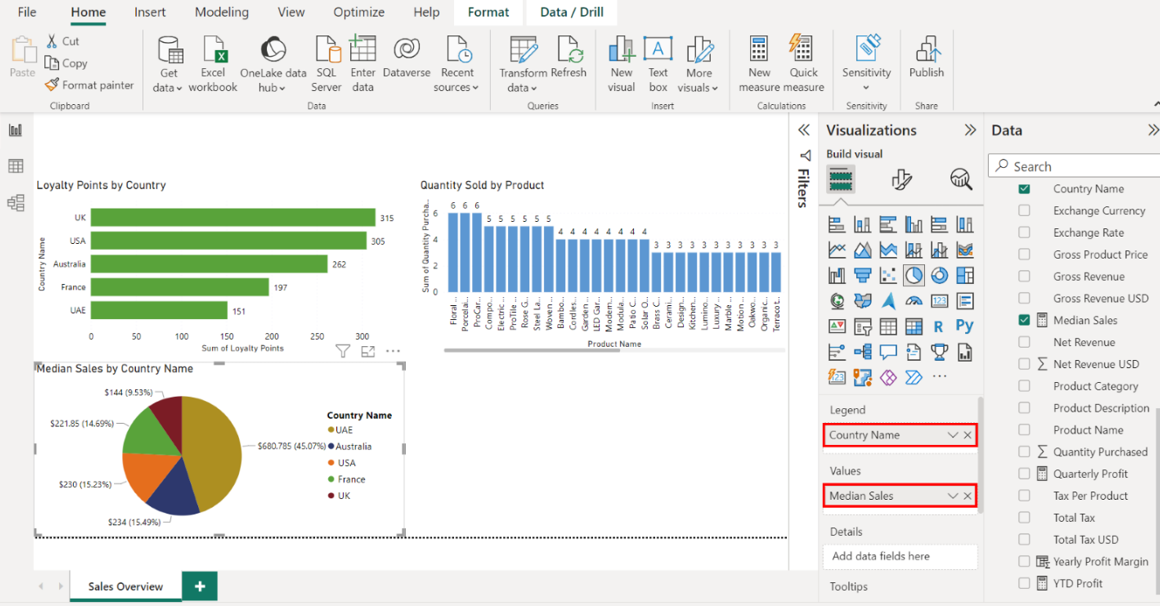 File Home Insert Modeling View Optimize Help Format Data / Drill
Paste
Cut
Copy
Format painter
Clipboard
Get data
Excel workbook
OneLake data hub
SQL Server
Enter data
Dataverse
Recent sources
Data
Transform data
Refresh
Queries
New visual
Text box
More visuals
Insert
New measure
Quick measure
Calculations
Sensitivity
Sensitivity
Publish
Share
Loyalty Points by Country
Country Name
UK 315
USA 305
Australia 262
France 197
UAE 151
0 50 100 150 200 250 300
Sum of Loyalty Points
Quantity Sold by Product
Sum of Quantity Purcha...
6
4
2
0
6 6 6 5 5 5 5 5 5 4 4 4 4 4 4 4 4 3 3 3 3 3 3 3 3 3 3 3
Floral ...
Porcelai...
ProCar...
Compo...
Electric...
ProTile ...
Rose G...
Steel La...
Woven ...
Bambo...
Cordles...
Garden ...
LED Gar...
Modern...
Modula...
Patio C...
Solar O...
Brass C...
Cerami...
Design...
Kitchen...
Lumino...
Luxury...
Marble ...
Motion ...
Oakwo...
Organic...
Terraco t...
Product Name
Median Sales by Country Name
$144 (9.53%)
$221.85 (14.69%)
$230 (15.23%)
$234 (15.49%)
$680.785 (45.07%)
Country Name
UAE
Australia
USA
France
UK
Sales Overview
+
Filters
Visualizations
Build visual
123
R
Py
123
...
Legend
Country Name
Values
Median Sales
Details
Add data fields here
Tooltips
Data
Search
Country Name
Exchange Currency
Exchange Rate
Gross Product Price
Gross Revenue
Gross Revenue USD
Median Sales
Net Revenue
Net Revenue USD
Product Category
Product Description
Product Name
Quantity Purchased
Quarterly Profit
Tax Per Product
Total Tax
Total Tax USD
Yearly Profit Margin
YTD Profit